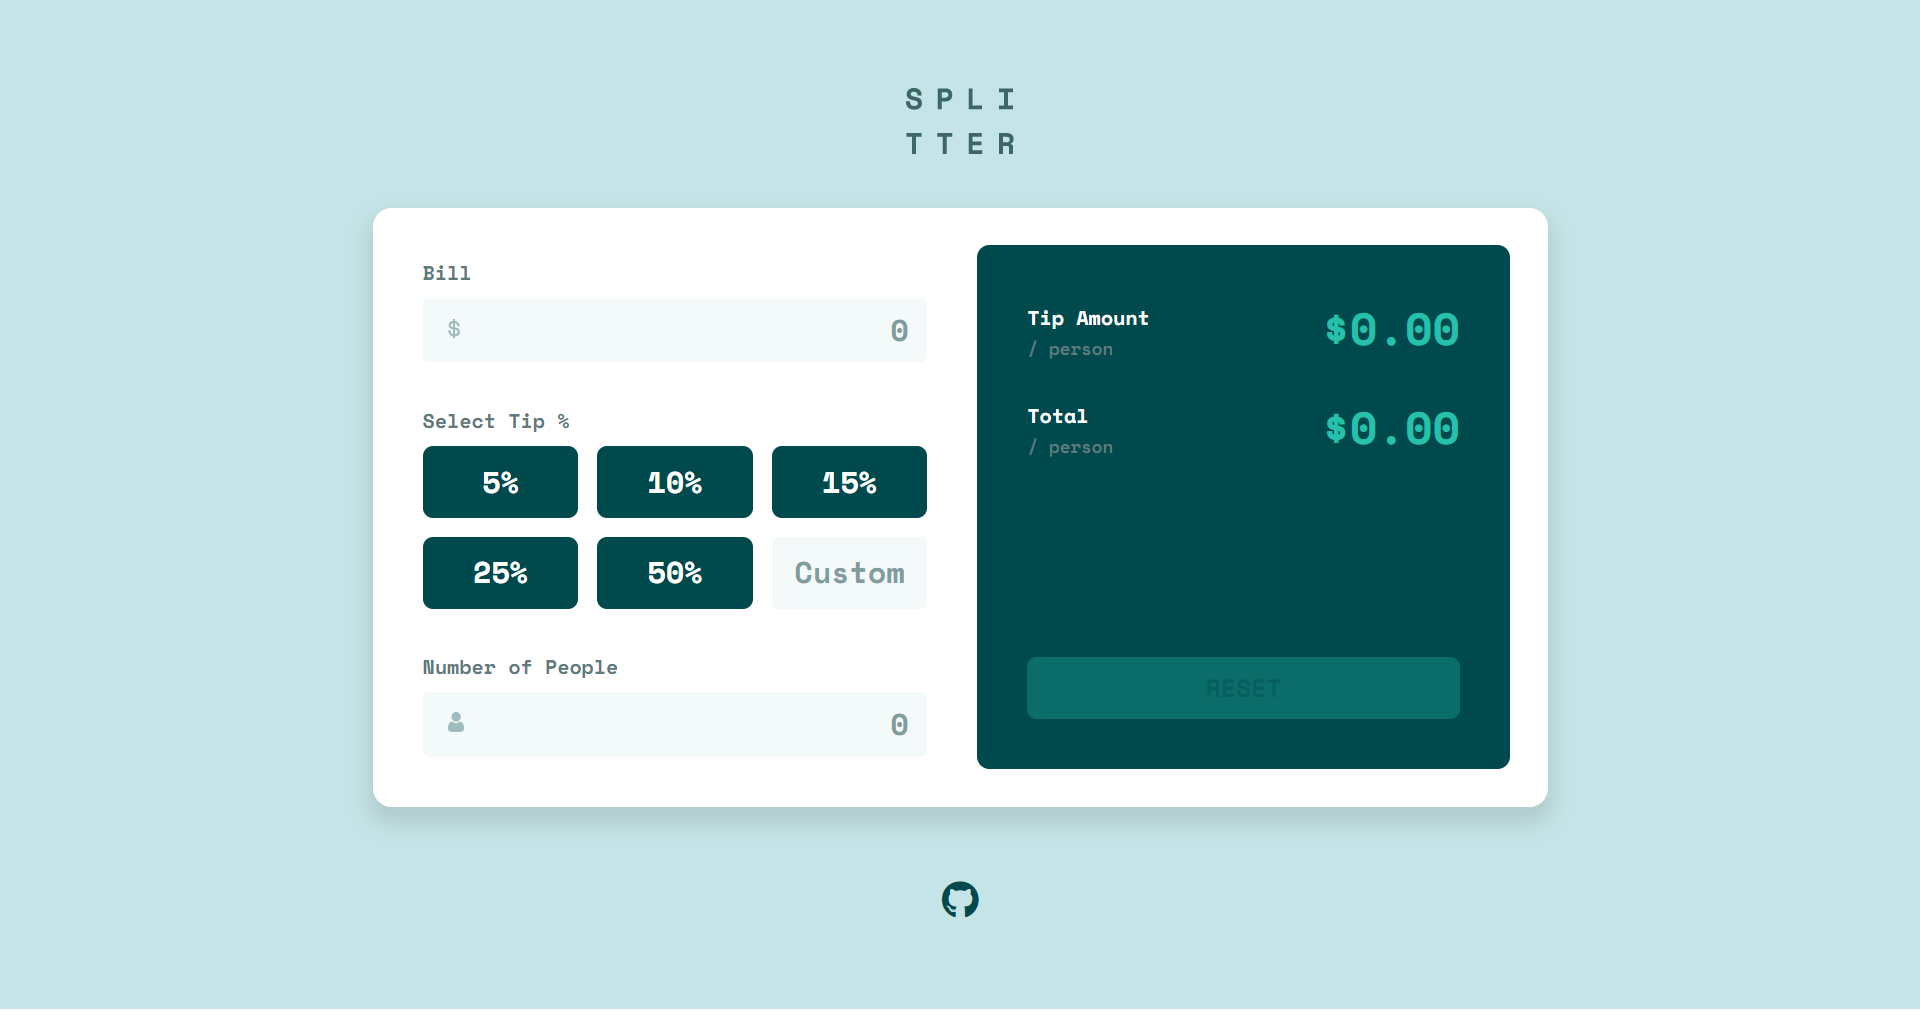 SPLI
TTER
Bill
$ 0
Select Tip %
5% 10% 15%
25% 50% Custom
Number of People
0
Tip Amount
/ person
$0.00
Total
/ person
$0.00
RESET